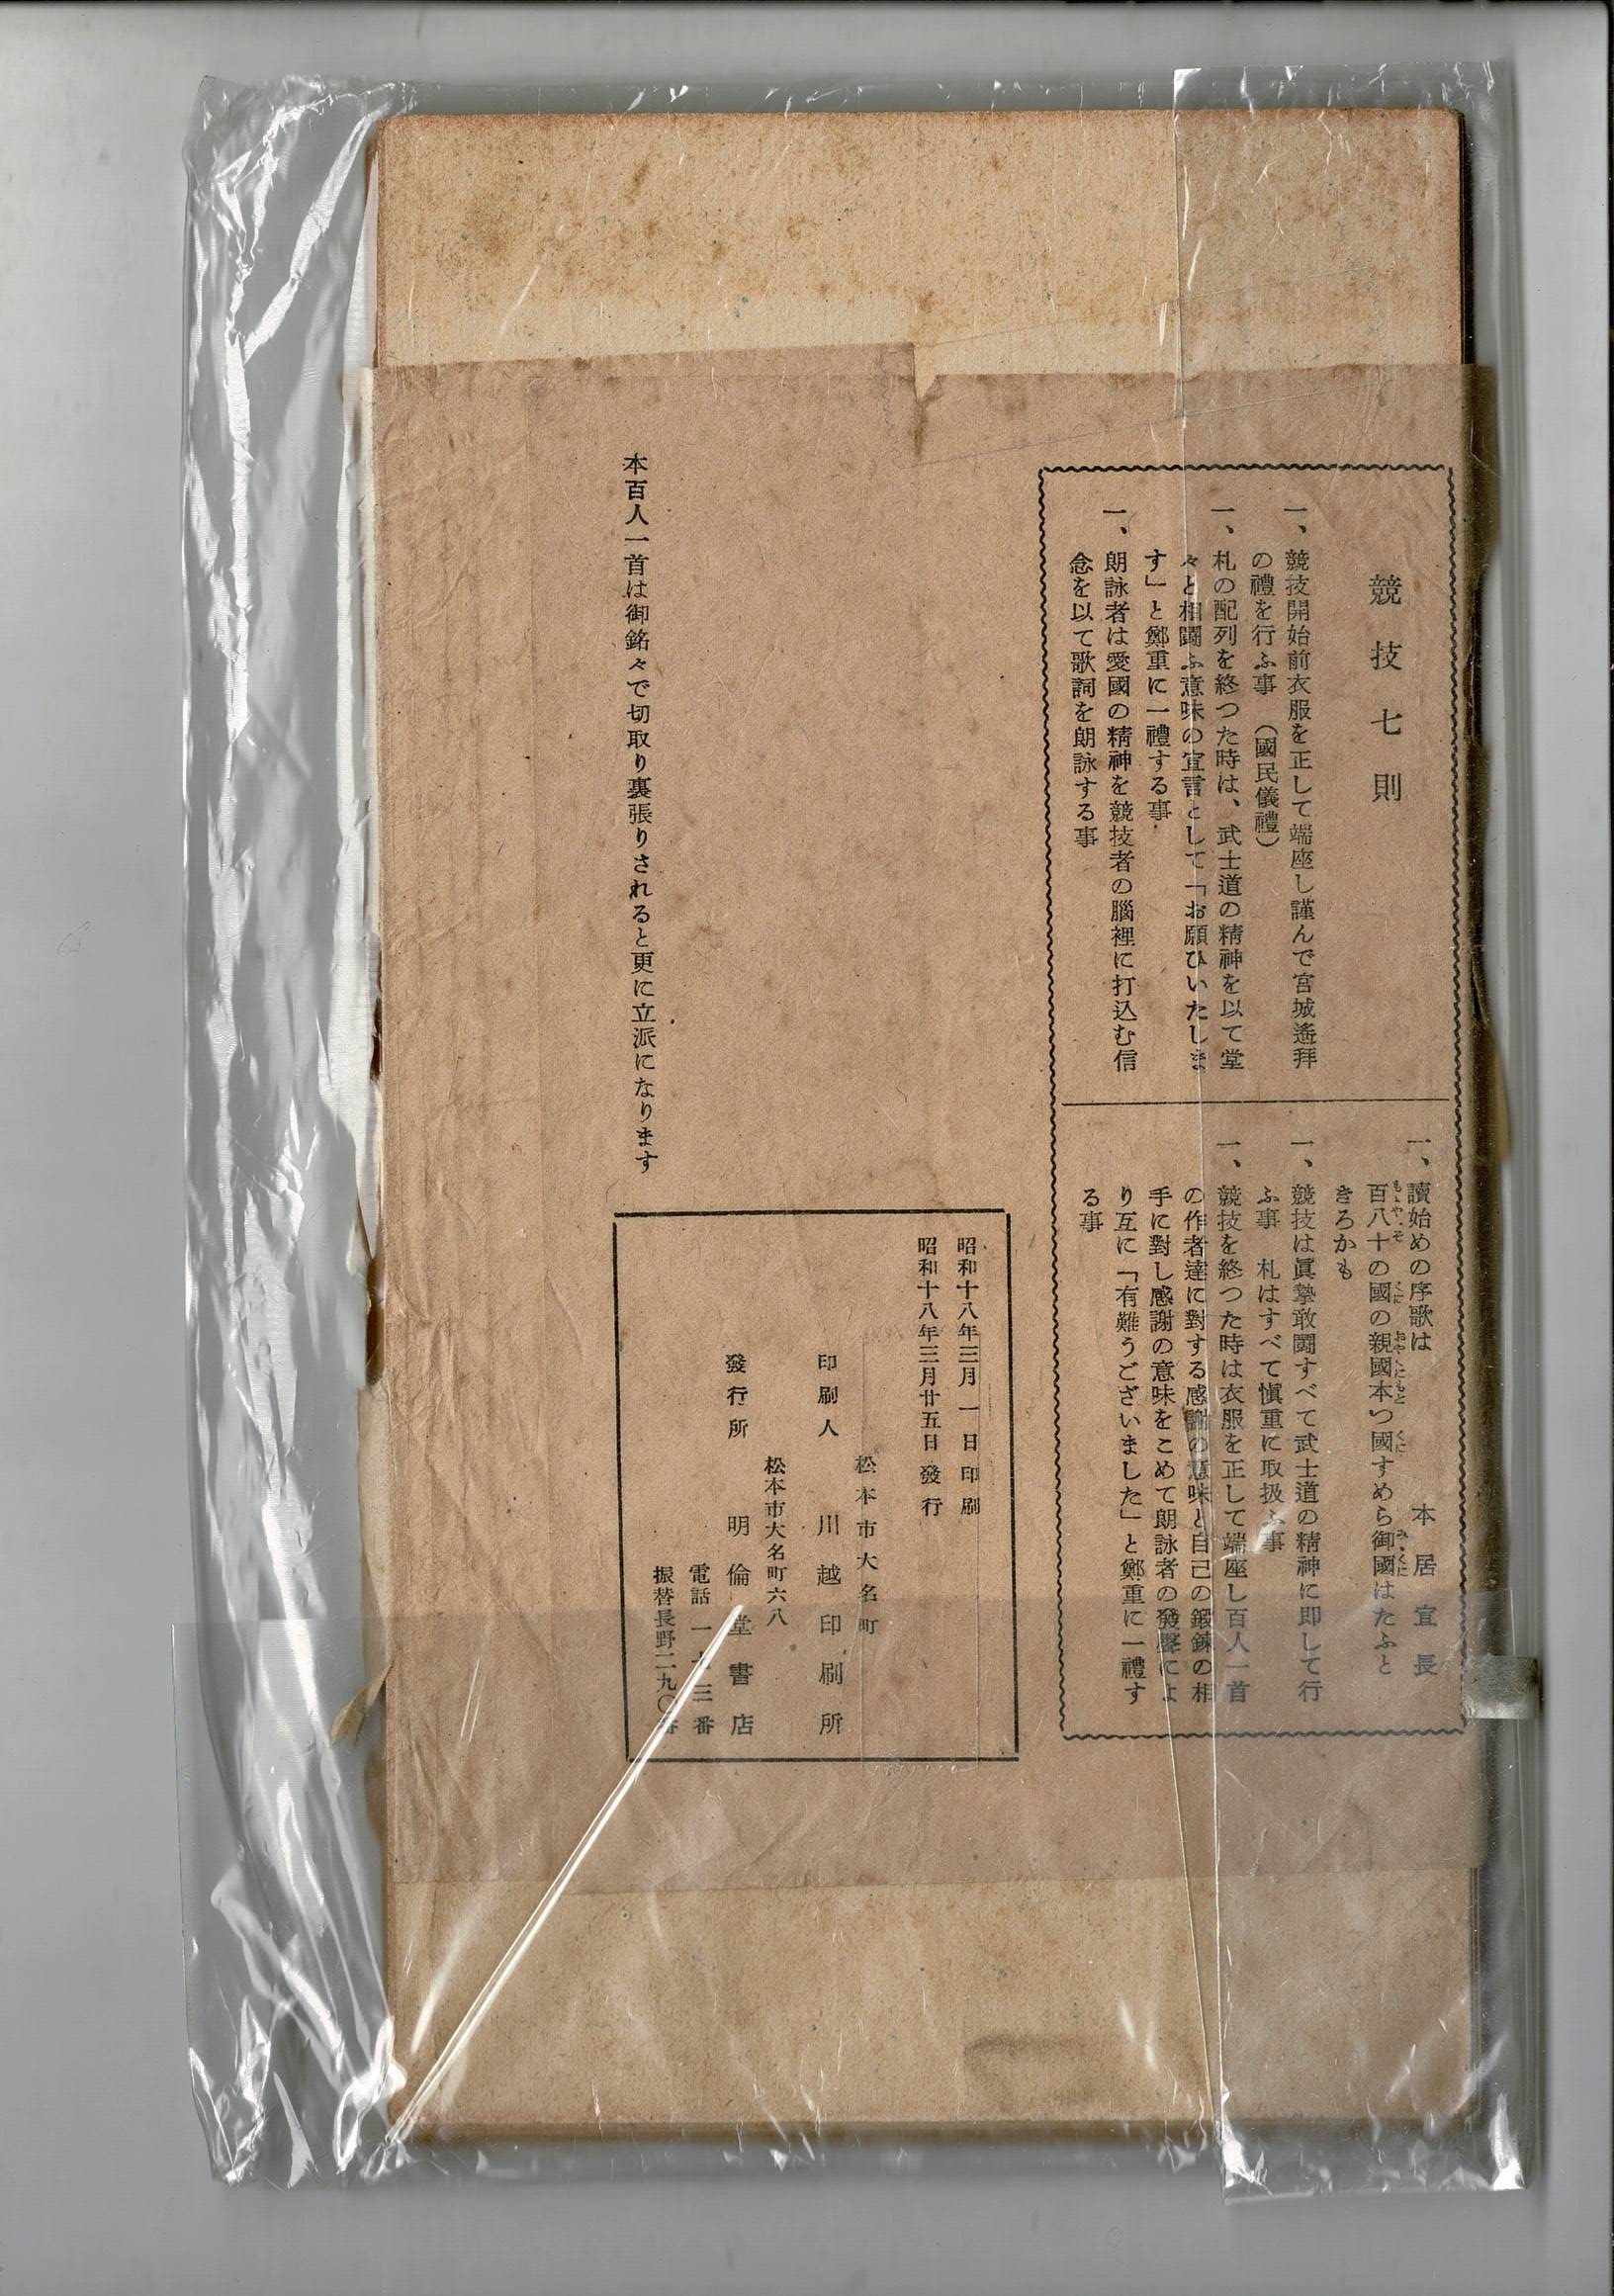 競技七則
一、競技開始前衣服を正して端座し謹んで宮城遙拜
の禮を行ふ事 (國民儀禮)
一、札の配列を終つた時は、武士道の精神を以て堂
々と相鬪ふ意味の宣言として「お願ひいたしま
す」と鄭重に一禮する事
一、朗詠者は愛國の精神を競技者の腦裡に打込む信
念を以て歌詞を朗詠する事
一、讀始めの序歌は 本居宣長
百八十の國の親國本つ國すめら御國はたふと
きろかも
一、競技は眞摯敢鬪すべて武士道の精神に即して行
ふ事 札はすべて愼重に取扱ふ事
一、競技を終つた時は衣服を正して端座し百人一首
の作者達に對する感謝の意味と自己の鍛錬の相
手に對し感謝の意味をこめて朗詠者の發聲によ
り互に「有難うございました」と鄭重に一禮す
る事
昭和十八年三月一日印刷
昭和十八年三月廿五日發行
松本市大名町
印刷人 川越印刷所
松本市大名町六八
發行所 明倫堂書店
電話 一七三番
振替長野二九〇番
本百人一首は御銘々で切取り裏張りされると更に立派になります